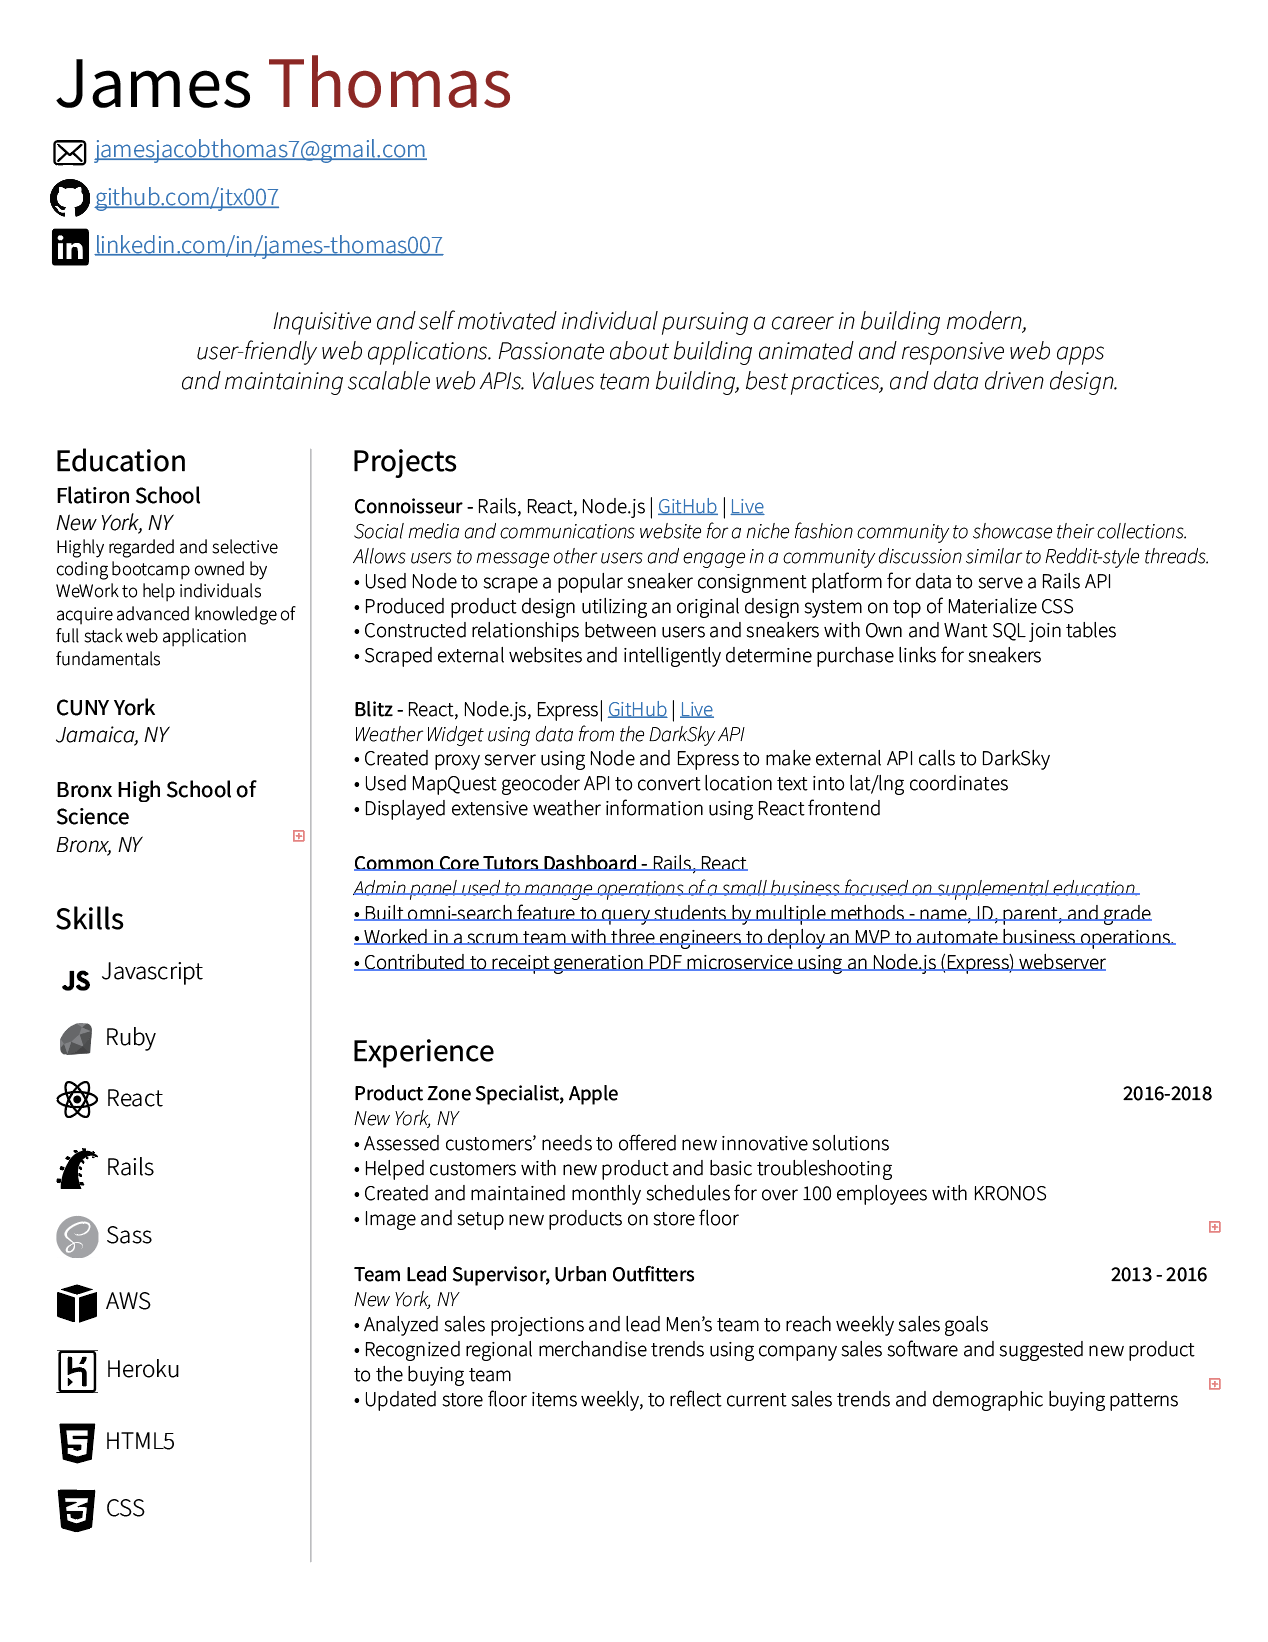 James Thomas
jamesjacobthomas7@gmail.com
github.com/jtx007
linkedin.com/in/james-thomas007
Inquisitive and self motivated individual pursuing a career in building modern,
user-friendly web applications. Passionate about building animated and responsive web apps
and maintaining scalable web APIs. Values team building, best practices, and data driven design.
Education
Flatiron School
New York, NY
Highly regarded and selective
coding bootcamp owned by
WeWork to help individuals
acquire advanced knowledge of
full stack web application
fundamentals
CUNY York
Jamaica, NY
Bronx High School of
Science
Bronx, NY
Skills
JS Javascript
Ruby
React
Rails
Sass
AWS
Heroku
HTML5
CSS
Projects
Connoisseur - Rails, React, Node.js | GitHub | Live
Social media and communications website for a niche fashion community to showcase their collections.
Allows users to message other users and engage in a community discussion similar to Reddit-style threads.
• Used Node to scrape a popular sneaker consignment platform for data to serve a Rails API
• Produced product design utilizing an original design system on top of Materialize CSS
• Constructed relationships between users and sneakers with Own and Want SQL join tables
• Scraped external websites and intelligently determine purchase links for sneakers
Blitz - React, Node.js, Express| GitHub | Live
Weather Widget using data from the DarkSky API
• Created proxy server using Node and Express to make external API calls to DarkSky
• Used MapQuest geocoder API to convert location text into lat/lng coordinates
• Displayed extensive weather information using React frontend
Common Core Tutors Dashboard - Rails, React
Admin panel used to manage operations of a small business focused on supplemental education.
• Built omni-search feature to query students by multiple methods - name, ID, parent, and grade
• Worked in a scrum team with three engineers to deploy an MVP to automate business operations.
• Contributed to receipt generation PDF microservice using an Node.js (Express) webserver
Experience
Product Zone Specialist, Apple 2016-2018
New York, NY
• Assessed customers’ needs to offered new innovative solutions
• Helped customers with new product and basic troubleshooting
• Created and maintained monthly schedules for over 100 employees with KRONOS
• Image and setup new products on store floor
Team Lead Supervisor, Urban Outfitters 2013 - 2016
New York, NY
• Analyzed sales projections and lead Men’s team to reach weekly sales goals
• Recognized regional merchandise trends using company sales software and suggested new product
to the buying team
• Updated store floor items weekly, to reflect current sales trends and demographic buying patterns